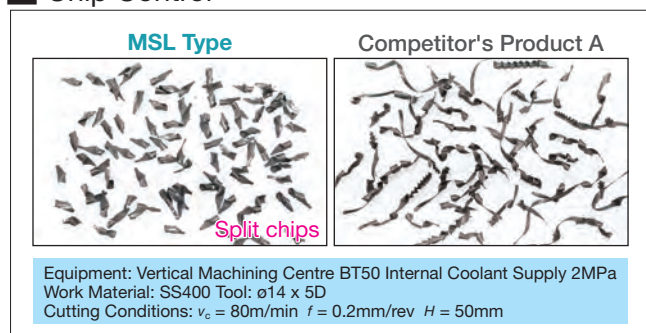 Chip Control
MSL Type
Competitor's Product A
Split chips
Equipment: Vertical Machining Centre BT50 Internal Coolant Supply 2MPa
Work Material: SS400 Tool: ø14 x 5D
Cutting Conditions: vc = 80m/min f = 0.2mm/rev H = 50mm